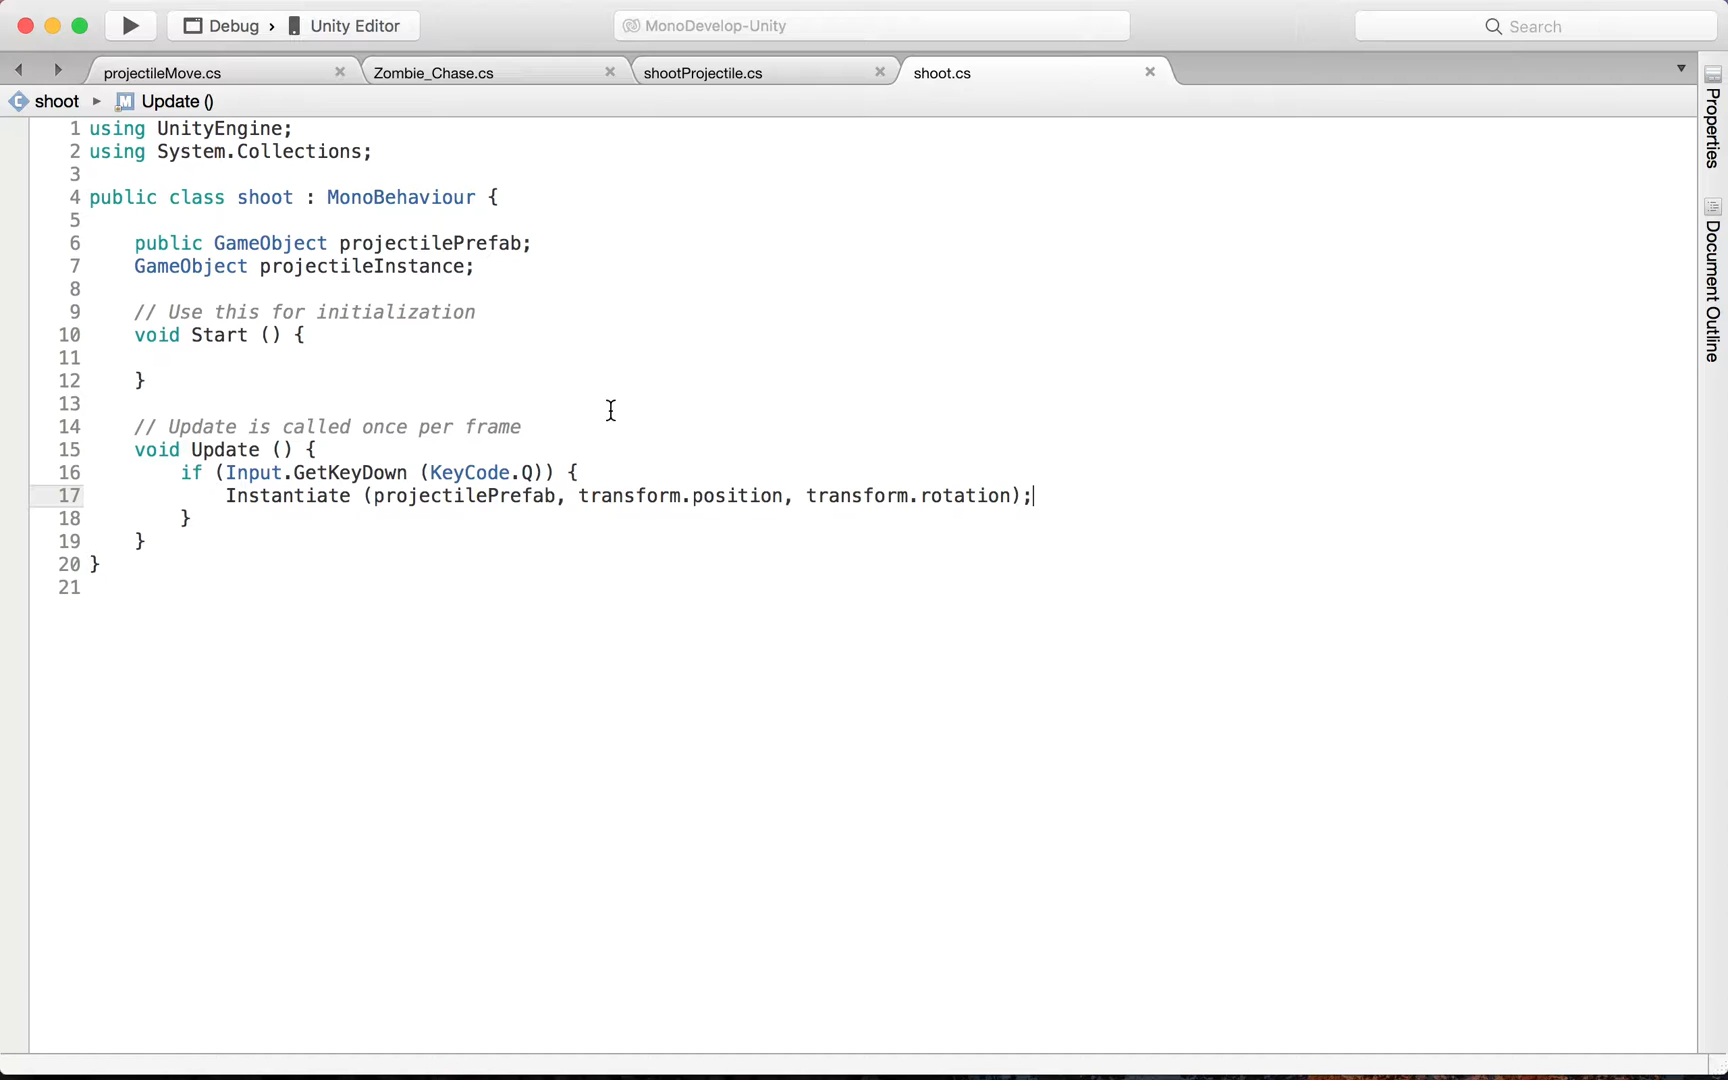 Debug › Unity Editor
MonoDevelop-Unity
Search
projectileMove.cs
Zombie_Chase.cs
shootProjectile.cs
shoot.cs
shoot ▸ Update ()
1 using UnityEngine;
2 using System.Collections;
3
4 public class shoot : MonoBehaviour {
5
6 public GameObject projectilePrefab;
7 GameObject projectileInstance;
8
9 // Use this for initialization
10 void Start () {
11
12 }
13
14 // Update is called once per frame
15 void Update () {
16 if (Input.GetKeyDown (KeyCode.Q)) {
17 Instantiate (projectilePrefab, transform.position, transform.rotation);
18 }
19 }
20 }
21
Properties
Document Outline